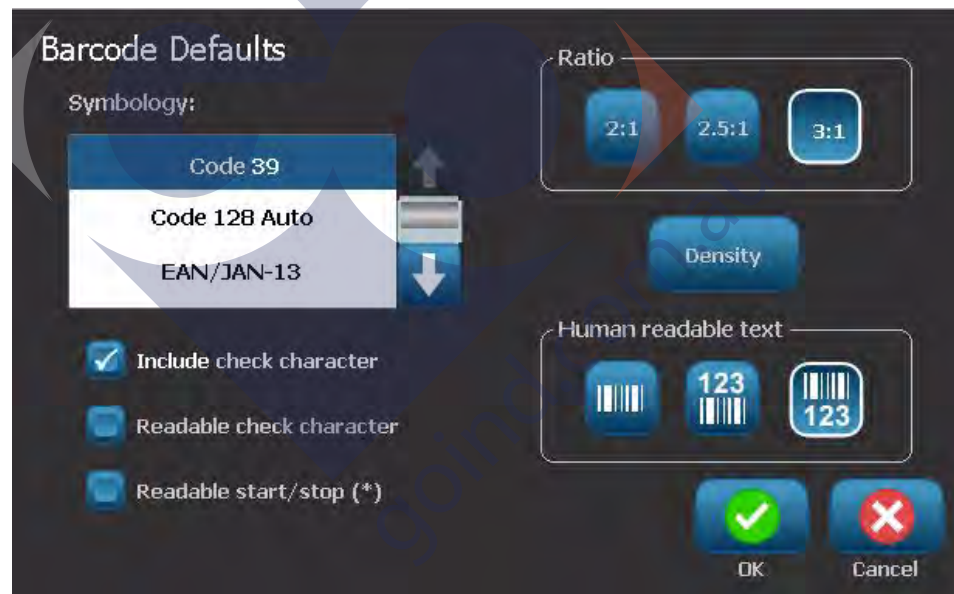 Barcode Defaults
Symbology:
Code 39
Code 128 Auto
EAN/JAN-13
Include check character
Readable check character
Readable start/stop (*)
Ratio
2:1
2.5:1
3:1
Density
Human readable text
123
123
OK
Cancel